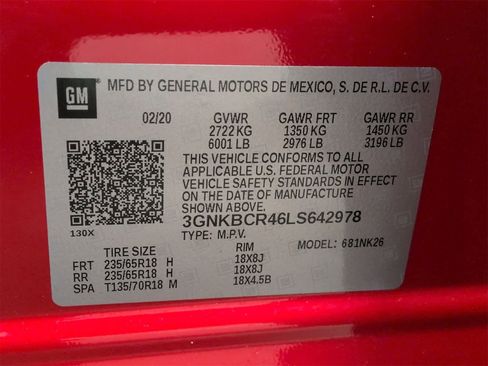 GM MFD BY GENERAL MOTORS DE MEXICO, S. DE R.L. DE C.V.
02/20 GVWR GAWR FRT GAWR RR
2722 KG 1350 KG 1450 KG
6001 LB 2976 LB 3196 LB
THIS VEHICLE CONFORMS TO ALL
APPLICABLE U.S. FEDERAL MOTOR
VEHICLE SAFETY STANDARDS IN EFFECT
ON THE DATE OF MANUFACTURE
SHOWN ABOVE.
3GNKBCR46LS642978
130X
TYPE: M.P.V. MODEL: 681NK26
TIRE SIZE RIM
FRT 235/65R18 H 18X8J
RR 235/65R18 H 18X8J
SPA T135/70R18 M 18X4.5B